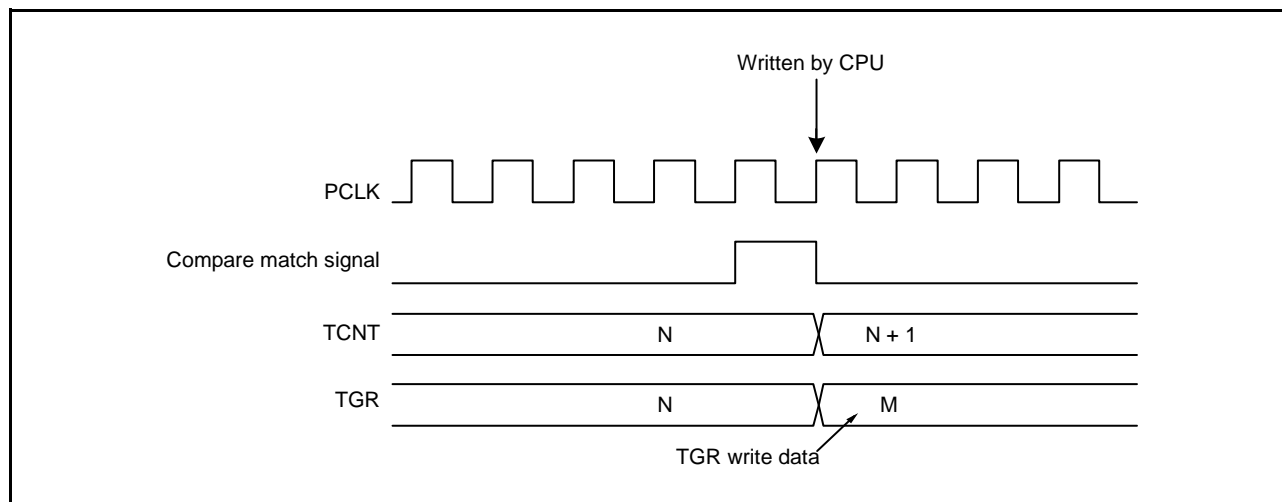 Written by CPU
PCLK
Compare match signal
TCNT
N
N + 1
TGR
N
M
TGR write data